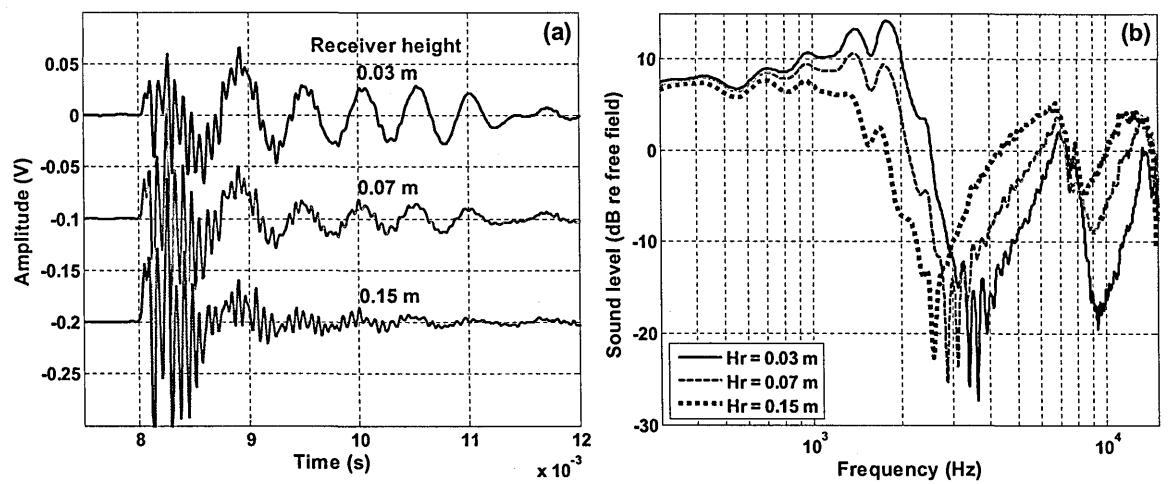 (a)
Receiver height
0.03 m
0.07 m
0.15 m
0.05
0
-0.05
-0.1
-0.15
-0.2
-0.25
Amplitude (V)
8
9
10
11
12
Time (s)
x 10⁻³
(b)
10
0
-10
-20
-30
Sound level (dB re free field)
Hr = 0.03 m
Hr = 0.07 m
Hr = 0.15 m
10³
10⁴
Frequency (Hz)